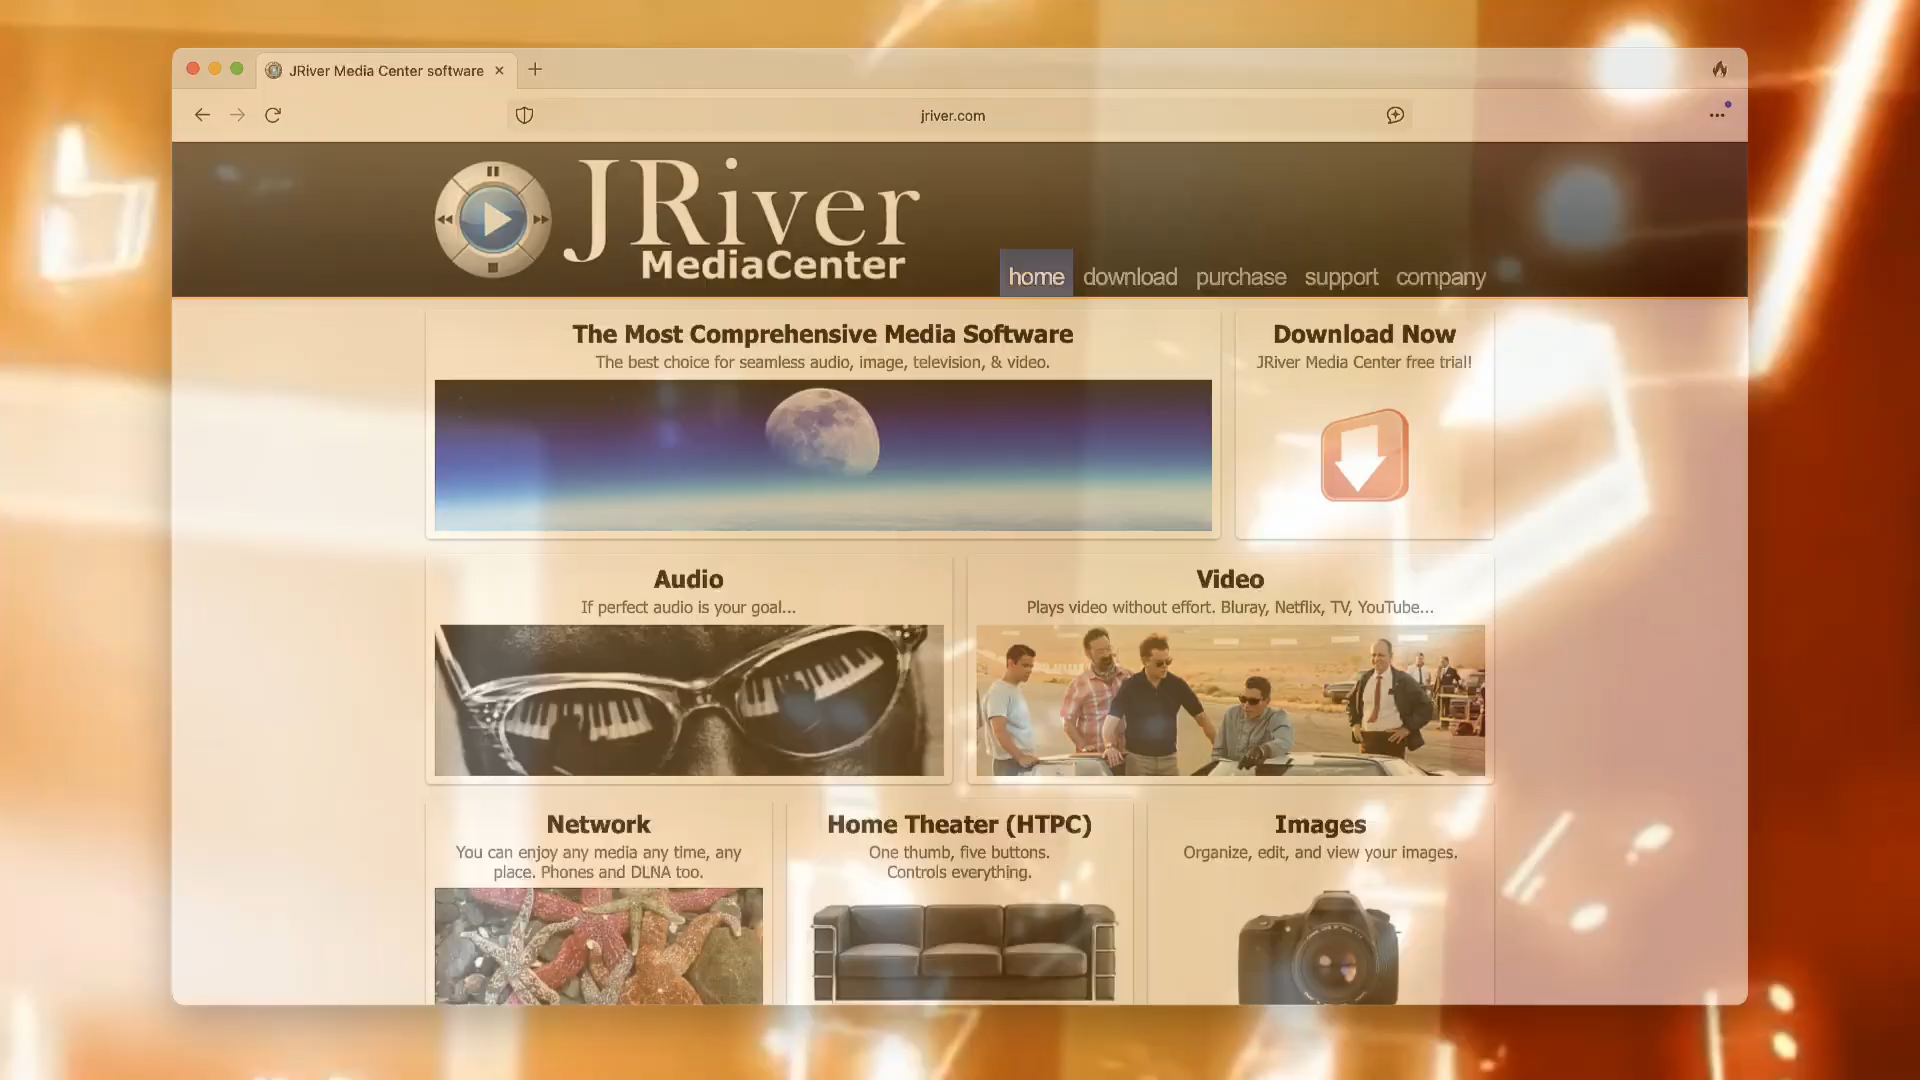 JRiver Media Center software
jriver.com
JRiver
MediaCenter
home download purchase support company
The Most Comprehensive Media Software
The best choice for seamless audio, image, television, & video.
Download Now
JRiver Media Center free trial!
Audio
If perfect audio is your goal...
Video
Plays video without effort. Bluray, Netflix, TV, YouTube...
Network
You can enjoy any media any time, any
place. Phones and DLNA too.
Home Theater (HTPC)
One thumb, five buttons.
Controls everything.
Images
Organize, edit, and view your images.